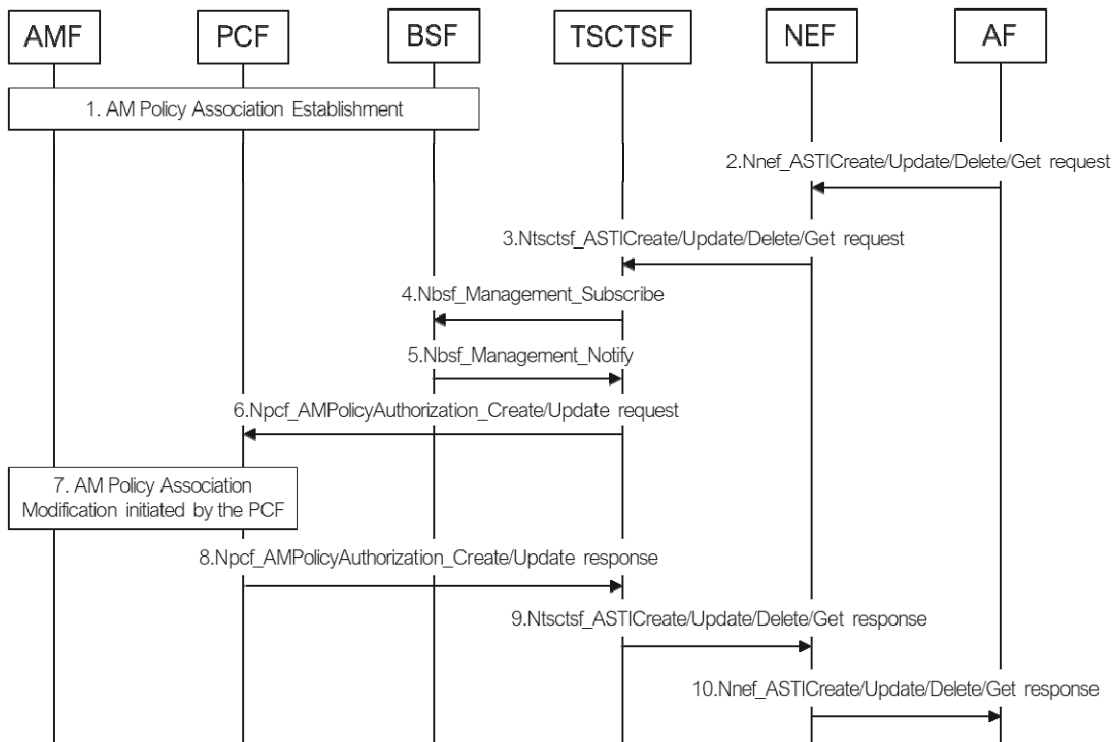 AMF
PCF
BSF
TSCTSF
NEF
AF
1. AM Policy Association Establishment
2.Nnef_ASTICreate/Update/Delete/Get request
3.Ntsctsf_ASTICreate/Update/Delete/Get request
4.Nbsf_Management_Subscribe
5.Nbsf_Management_Notify
6.Npcf_AMPolicyAuthorization_Create/Update request
7. AM Policy Association
Modification initiated by the PCF
8.Npcf_AMPolicyAuthorization_Create/Update response
9.Ntsctsf_ASTICreate/Update/Delete/Get response
10.Nnef_ASTICreate/Update/Delete/Get response